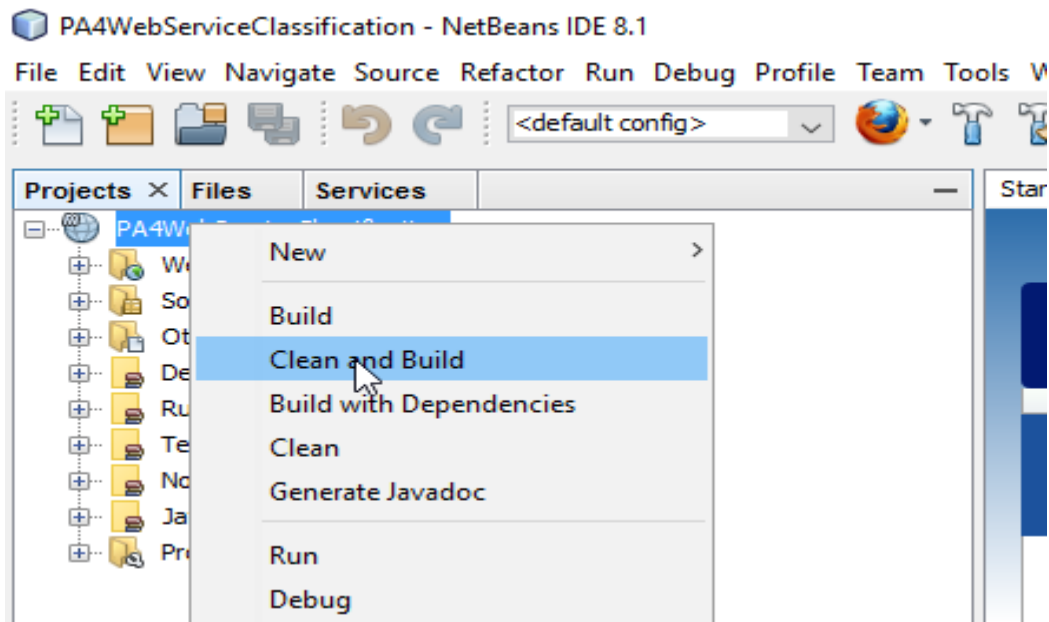 PA4WebServiceClassification - NetBeans IDE 8.1
File Edit View Navigate Source Refactor Run Debug Profile Team Tools
<default config>
Projects Files Services
New
Build
Clean and Build
Build with Dependencies
Clean
Generate Javadoc
Run
Debug